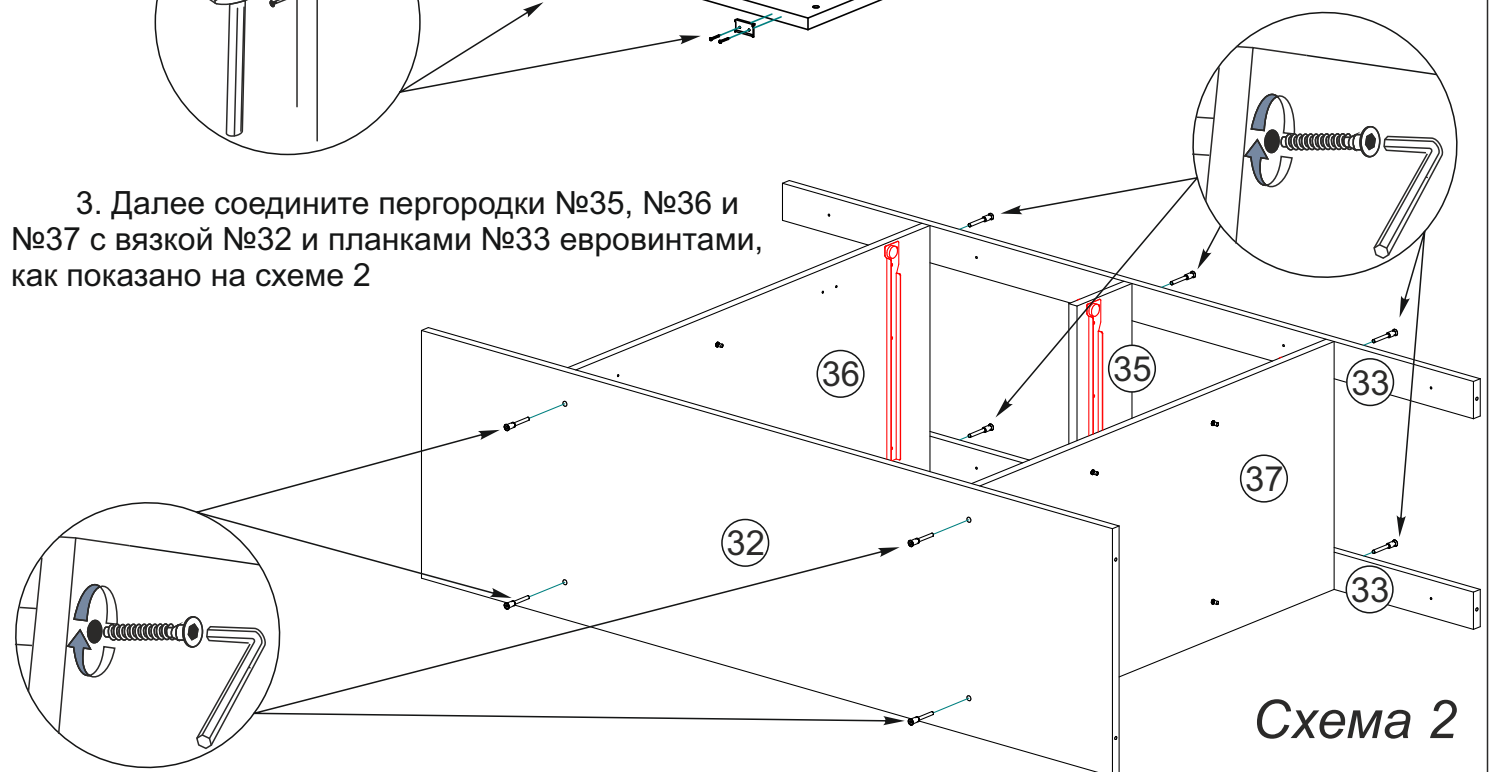 3. Далее соедините пергородки №35, №36 и
№37 с вязкой №32 и планками №33 евровинтами,
как показано на схеме 2
36
35
33
37
32
33
Схема 2